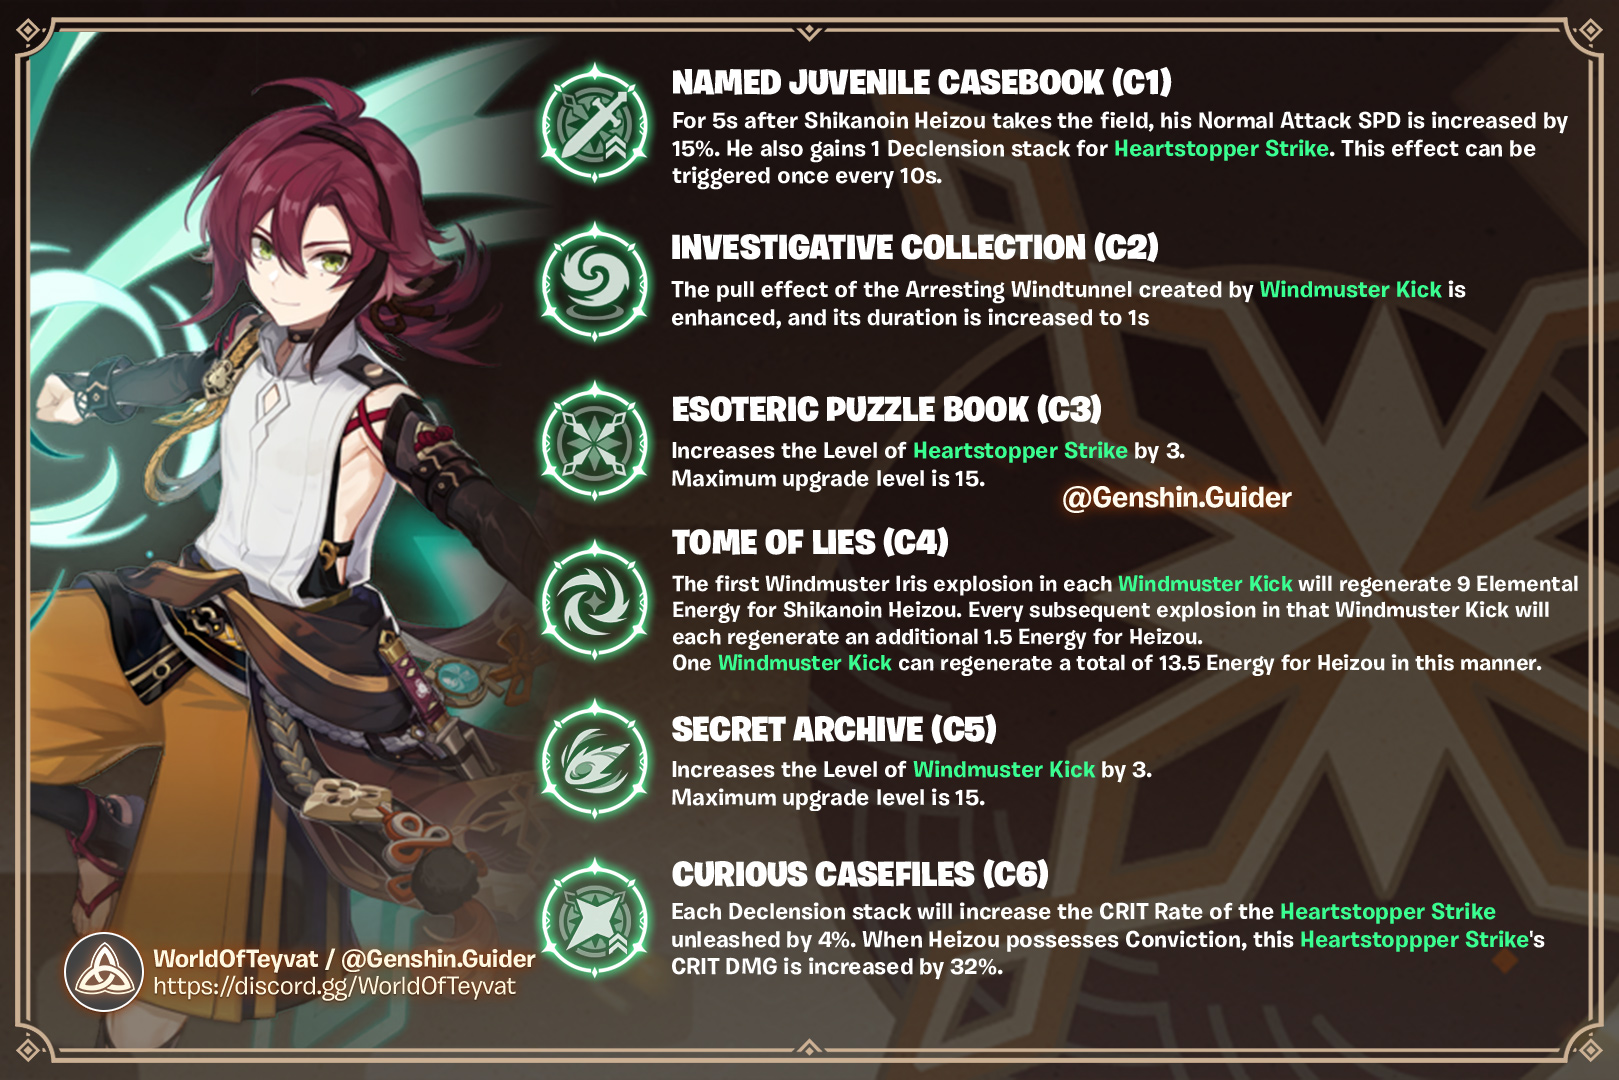 NAMED JUVENILE CASEBOOK (C1)
For 5s after Shikanoin Heizou takes the field, his Normal Attack SPD is increased by
15%. He also gains 1 Declension stack for Heartstopper Strike. This effect can be
triggered once every 10s.
INVESTIGATIVE COLLECTION (C2)
The pull effect of the Arresting Windtunnel created by Windmuster Kick is
enhanced, and its duration is increased to 1s
ESOTERIC PUZZLE BOOK (C3)
Increases the Level of Heartstopper Strike by 3.
Maximum upgrade level is 15.
@Genshin.Guider
TOME OF LIES (C4)
The first Windmuster Iris explosion in each Windmuster Kick will regenerate 9 Elemental
Energy for Shikanoin Heizou. Every subsequent explosion in that Windmuster Kick will
each regenerate an additional 1.5 Energy for Heizou.
One Windmuster Kick can regenerate a total of 13.5 Energy for Heizou in this manner.
SECRET ARCHIVE (C5)
Increases the Level of Windmuster Kick by 3.
Maximum upgrade level is 15.
CURIOUS CASEFILES (C6)
Each Declension stack will increase the CRIT Rate of the Heartstopper Strike
unleashed by 4%. When Heizou possesses Conviction, this Heartstoppper Strike's
CRIT DMG is increased by 32%.
WorldOfTeyvat / @Genshin.Guider
https://discord.gg/WorldOfTeyvat